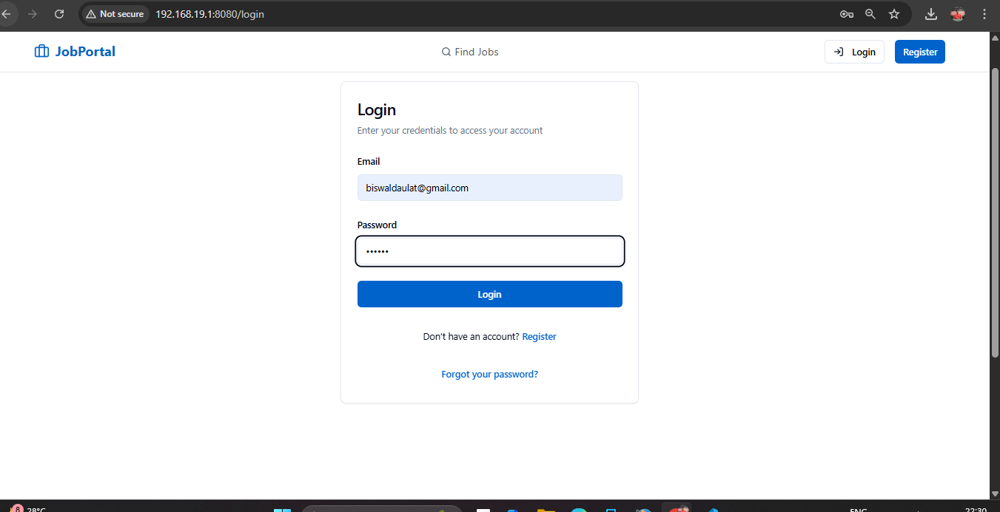 Not secure 192.168.19.1:8080/login
JobPortal
Find Jobs
Login
Register
Login
Enter your credentials to access your account
Email
biswaldaulat@gmail.com
Password
••••••
Login
Don't have an account? Register
Forgot your password?
8
28°C
ENG
22:30